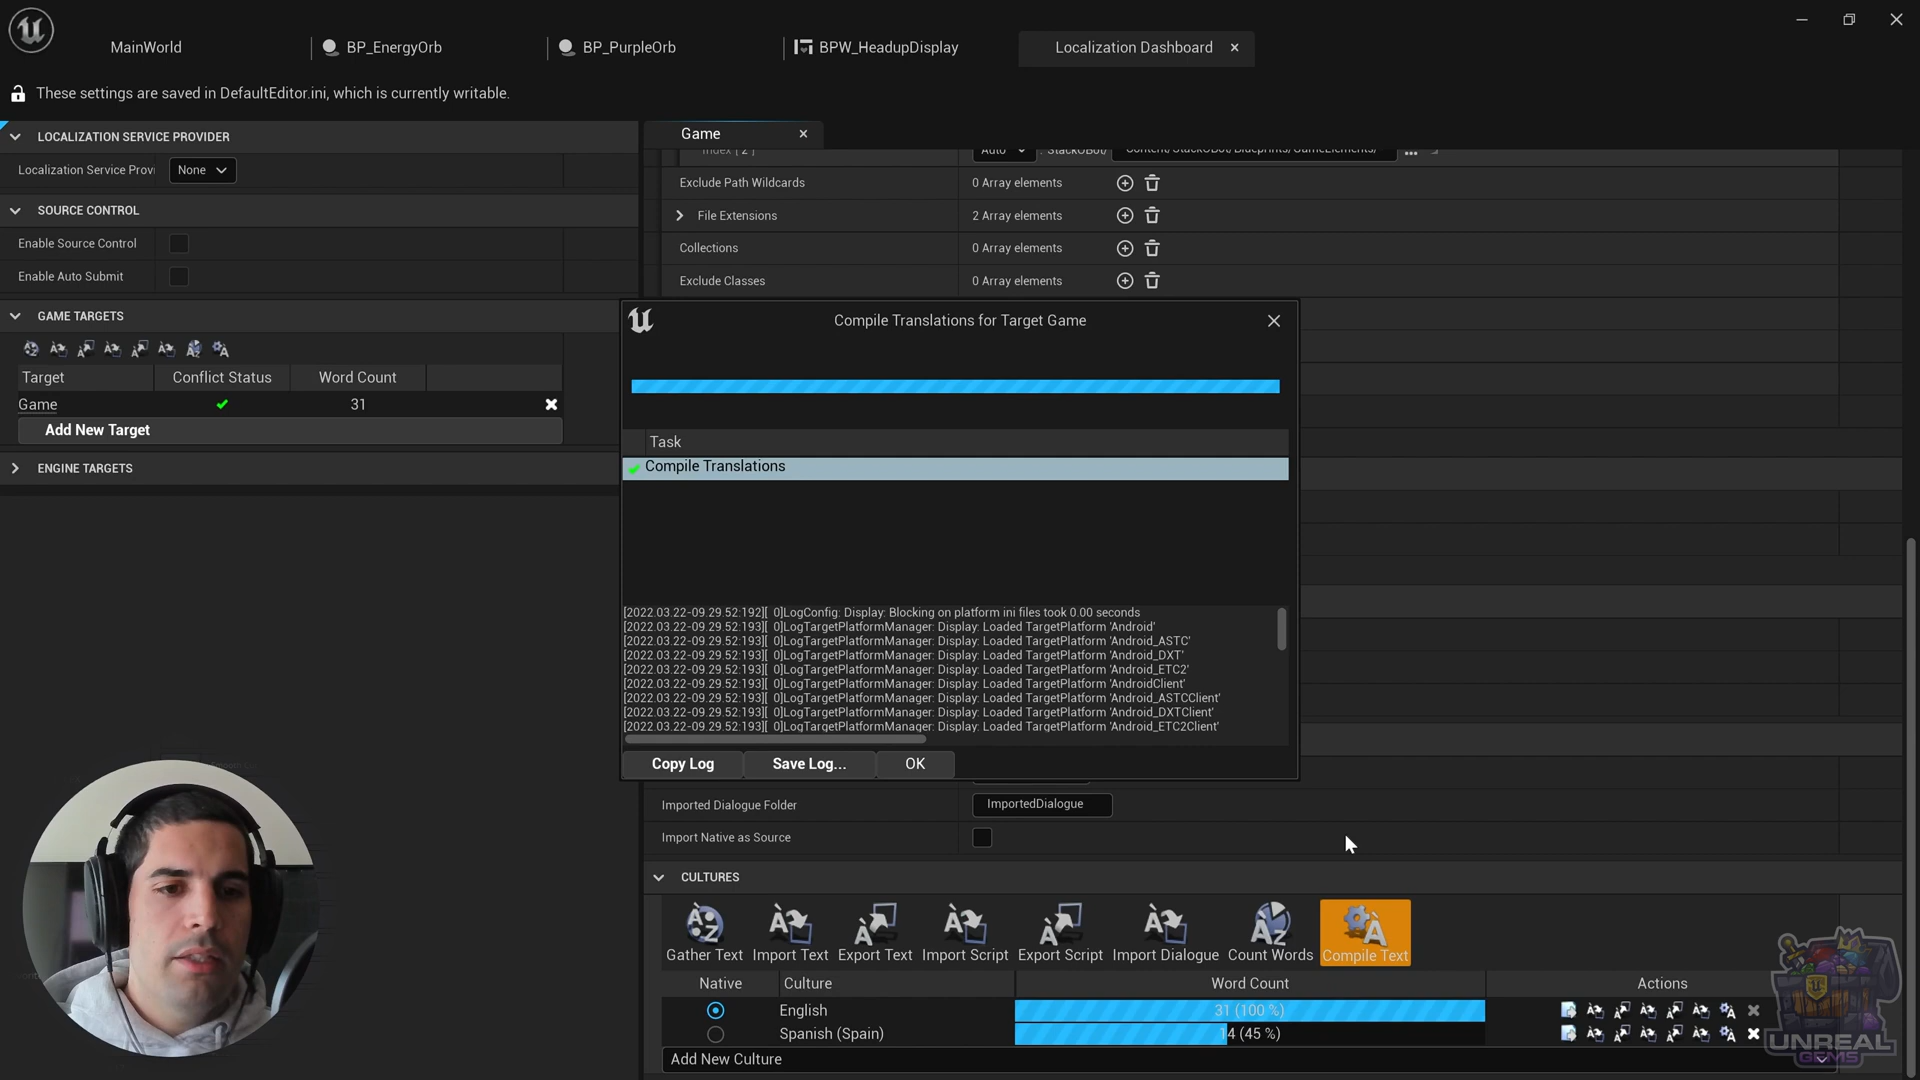 MainWorld
BP_EnergyOrb
BP_PurpleOrb
BPW_HeadupDisplay
Localization Dashboard
These settings are saved in DefaultEditor.ini, which is currently writable.
LOCALIZATION SERVICE PROVIDER
Localization Service Provi
None
SOURCE CONTROL
Enable Source Control
Enable Auto Submit
GAME TARGETS
Target Conflict Status Word Count
Game 31
Add New Target
ENGINE TARGETS
Game
Index [ 2 ] Auto : StackOBot/ Content/StackOBot/Blueprints/GameElements/*
Exclude Path Wildcards 0 Array elements
File Extensions 2 Array elements
Collections 0 Array elements
Exclude Classes 0 Array elements
Compile Translations for Target Game
Task
Compile Translations
[2022.03.22-09.29.52:192][ 0]LogConfig: Display: Blocking on platform ini files took 0.00 seconds
[2022.03.22-09.29.52:193][ 0]LogTargetPlatformManager: Display: Loaded TargetPlatform 'Android'
[2022.03.22-09.29.52:193][ 0]LogTargetPlatformManager: Display: Loaded TargetPlatform 'Android_ASTC'
[2022.03.22-09.29.52:193][ 0]LogTargetPlatformManager: Display: Loaded TargetPlatform 'Android_DXT'
[2022.03.22-09.29.52:193][ 0]LogTargetPlatformManager: Display: Loaded TargetPlatform 'Android_ETC2'
[2022.03.22-09.29.52:193][ 0]LogTargetPlatformManager: Display: Loaded TargetPlatform 'AndroidClient'
[2022.03.22-09.29.52:193][ 0]LogTargetPlatformManager: Display: Loaded TargetPlatform 'Android_ASTCClient'
[2022.03.22-09.29.52:193][ 0]LogTargetPlatformManager: Display: Loaded TargetPlatform 'Android_DXTClient'
[2022.03.22-09.29.52:193][ 0]LogTargetPlatformManager: Display: Loaded TargetPlatform 'Android_ETC2Client'
Copy Log Save Log... OK
Imported Dialogue Folder ImportedDialogue
Import Native as Source
CULTURES
Gather Text Import Text Export Text Import Script Export Script Import Dialogue Count Words Compile Text
Native Culture Word Count Actions
English 31 (100 %)
Spanish (Spain) 14 (45 %)
Add New Culture
UNREAL
GEMS